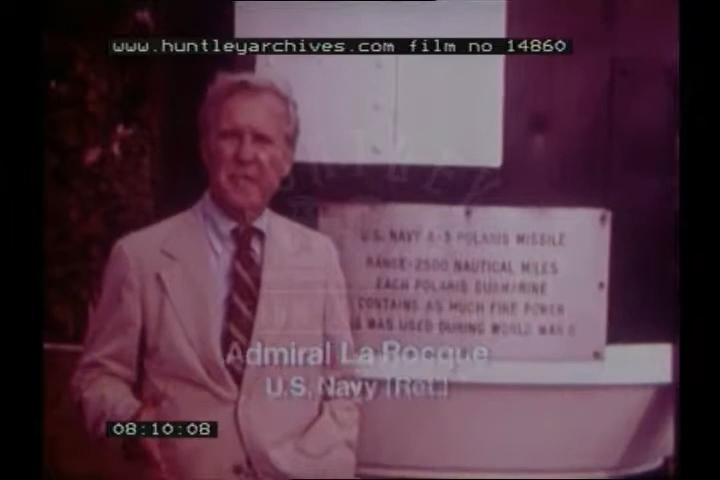 www.huntleyarchives.com film no 14860
HUNTLEY
U.S. NAVY A-3 POLARIS MISSILE
RANGE-2500 NAUTICAL MILES
EACH POLARIS SUBMARINE
CONTAINS AS MUCH FIRE POWER
AS WAS USED DURING WORLD WAR II
Admiral La Rocque
U.S. Navy (Ret.)
08:10:08